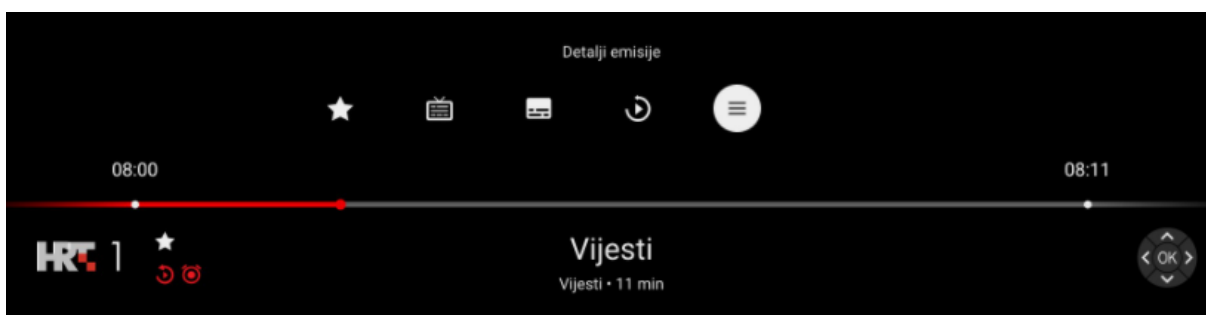 Detalji emisije
08:00
08:11
HRT 1
Vijesti
Vijesti • 11 min
OK